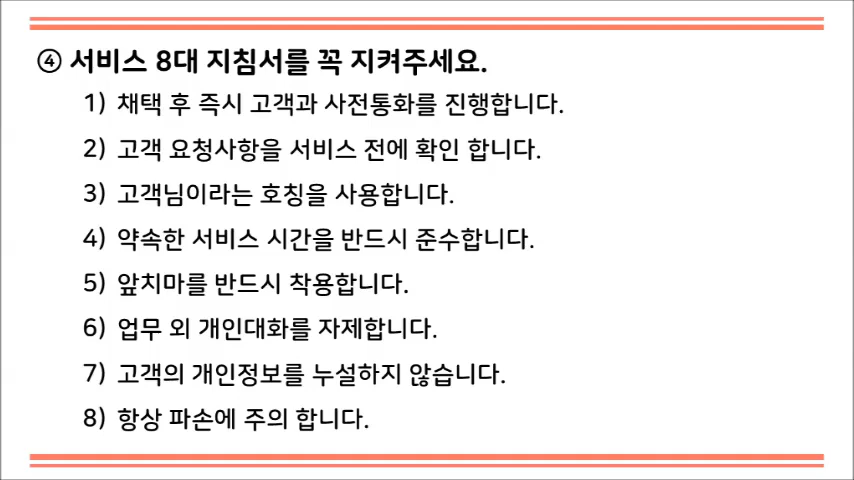 ④ 서비스 8대 지침서를 꼭 지켜주세요.
1) 채택 후 즉시 고객과 사전통화를 진행합니다.
2) 고객 요청사항을 서비스 전에 확인 합니다.
3) 고객님이라는 호칭을 사용합니다.
4) 약속한 서비스 시간을 반드시 준수합니다.
5) 앞치마를 반드시 착용합니다.
6) 업무 외 개인대화를 자제합니다.
7) 고객의 개인정보를 누설하지 않습니다.
8) 항상 파손에 주의 합니다.